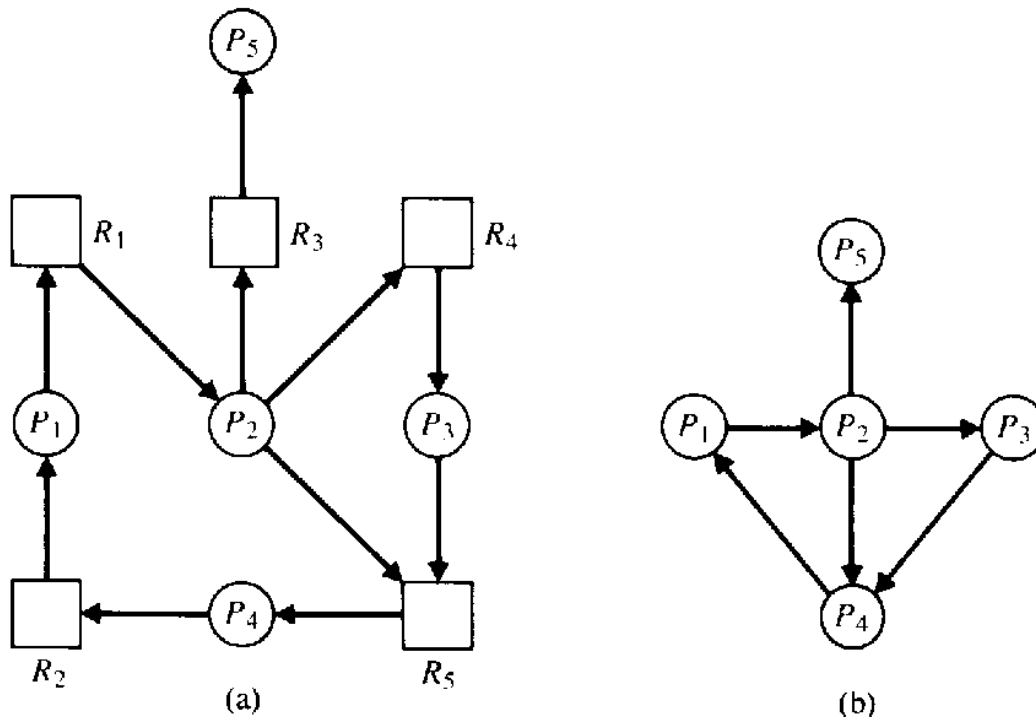 P₅
R₁
R₃
R₄
P₁
P₂
P₃
R₂
P₄
R₅
(a)
P₅
P₁
P₂
P₃
P₄
(b)